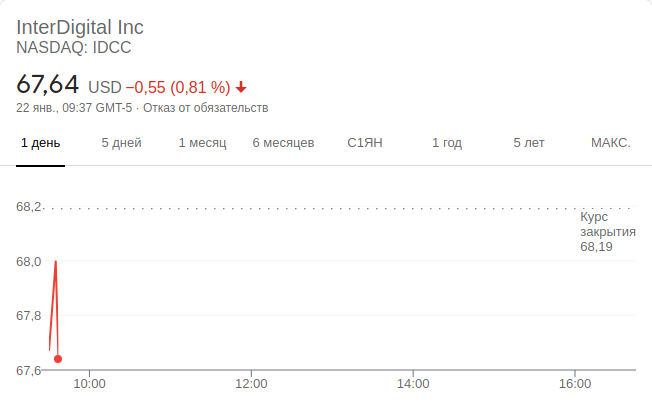 InterDigital Inc
NASDAQ: IDCC
67,64 USD −0,55 (0,81 %)
22 янв., 09:37 GMT-5 · Отказ от обязательств
1 день 5 дней 1 месяц 6 месяцев С1ЯН 1 год 5 лет МАКС.
68,2
Курс
закрытия
68,19
68,0
67,8
67,6
10:00 12:00 14:00 16:00